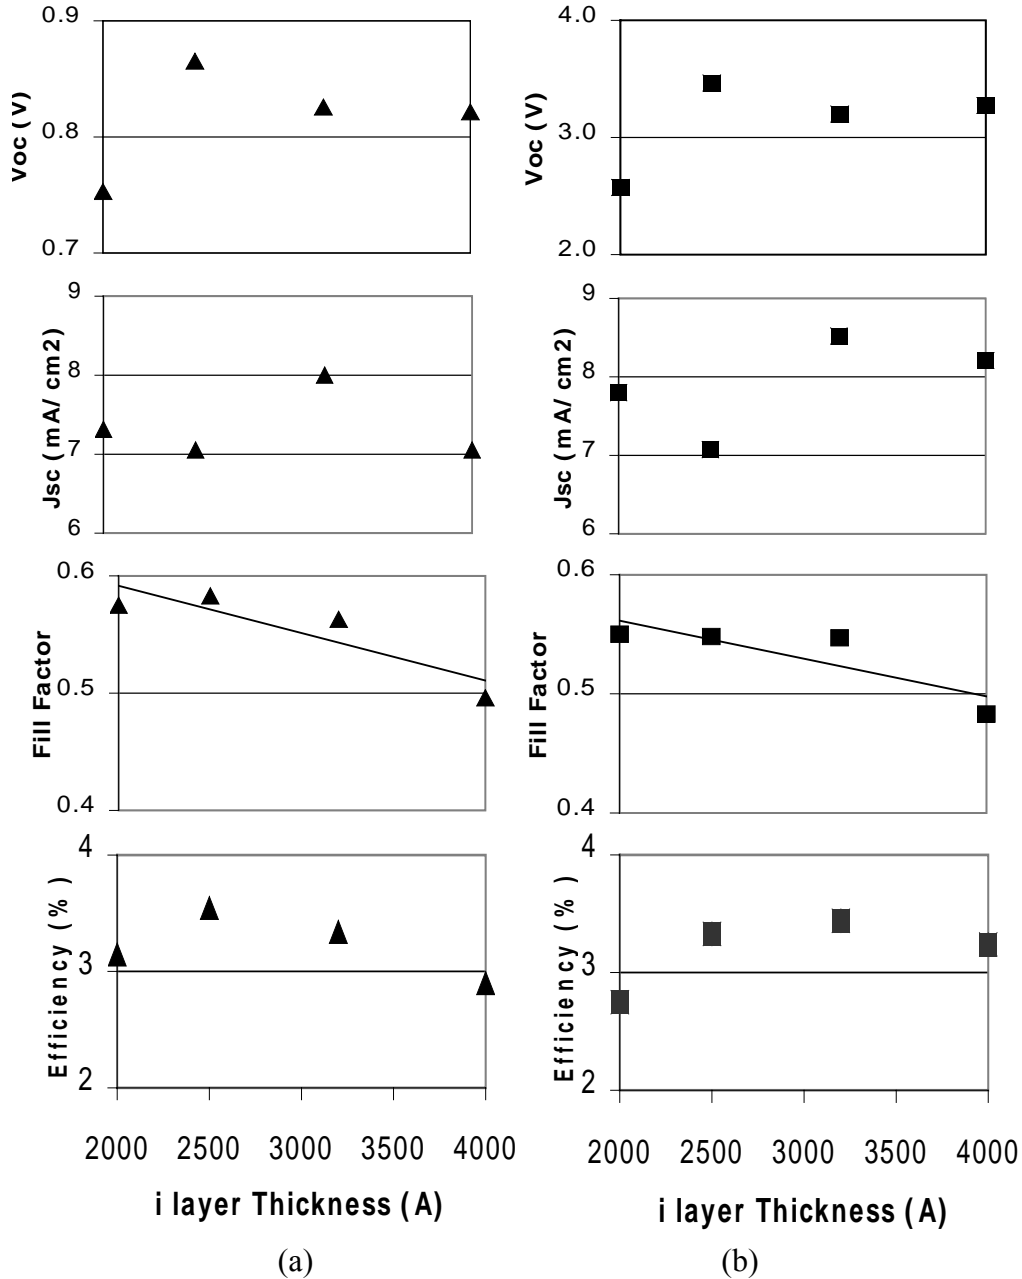 0.9
0.8
0.7
Voc (V)
4.0
3.0
2.0
Voc (V)
9
8
7
6
Jsc (mA/ cm2)
9
8
7
6
Jsc (mA/ cm2)
0.6
0.5
0.4
Fill Factor
0.6
0.5
0.4
Fill Factor
4
3
2
Efficiency (%)
4
3
2
Efficiency (%)
2000 2500 3000 3500 4000
2000 2500 3000 3500 4000
i layer Thickness (A)
i layer Thickness (A)
(a)
(b)